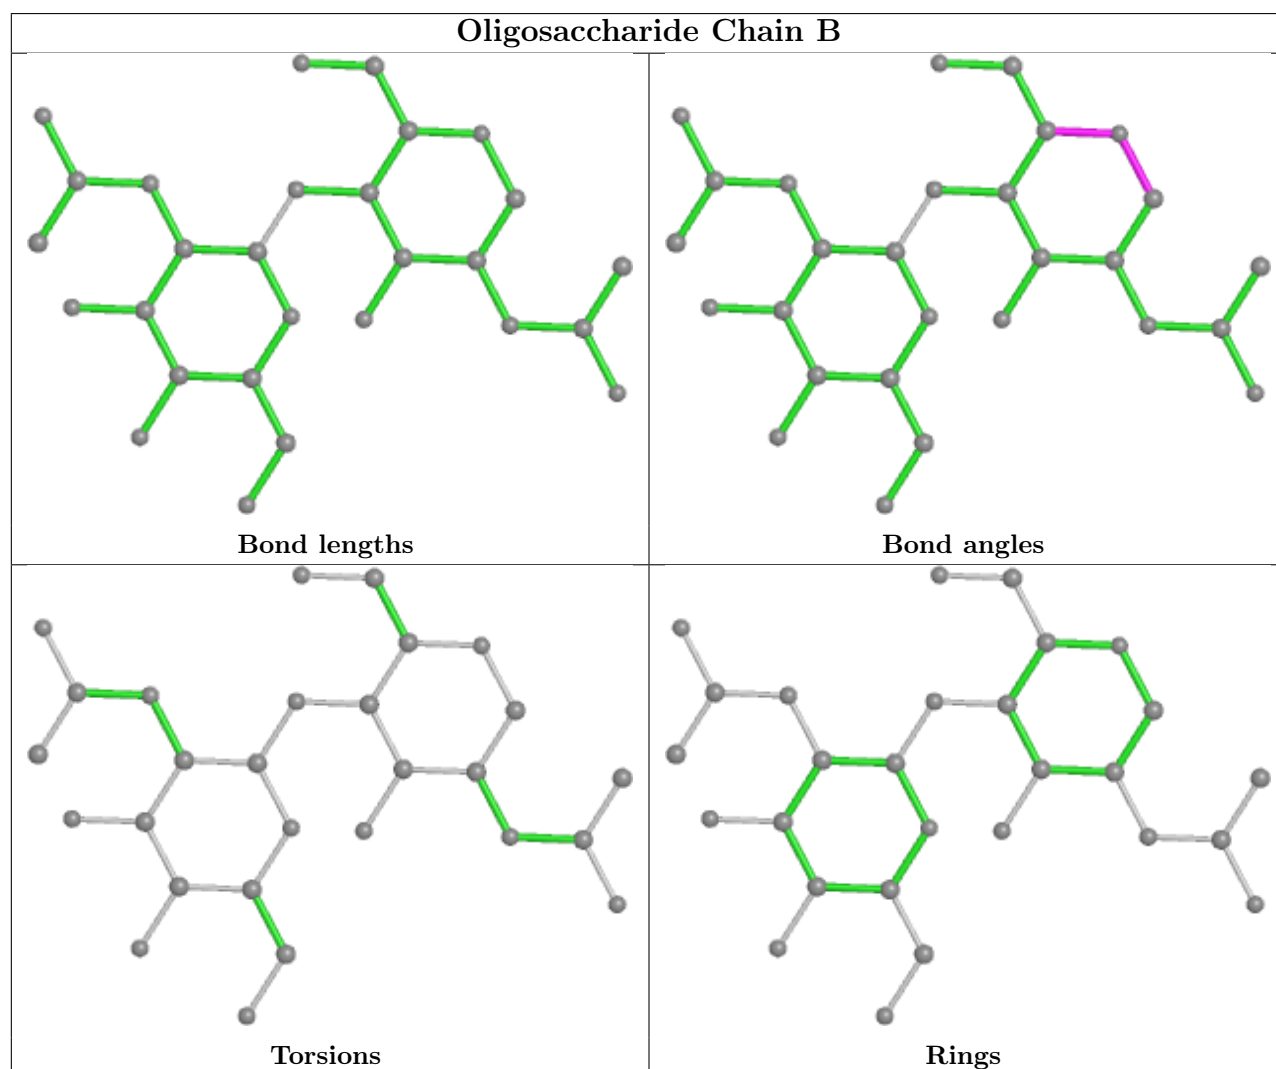 Oligosaccharide Chain B
Bond lengths
Bond angles
Torsions
Rings